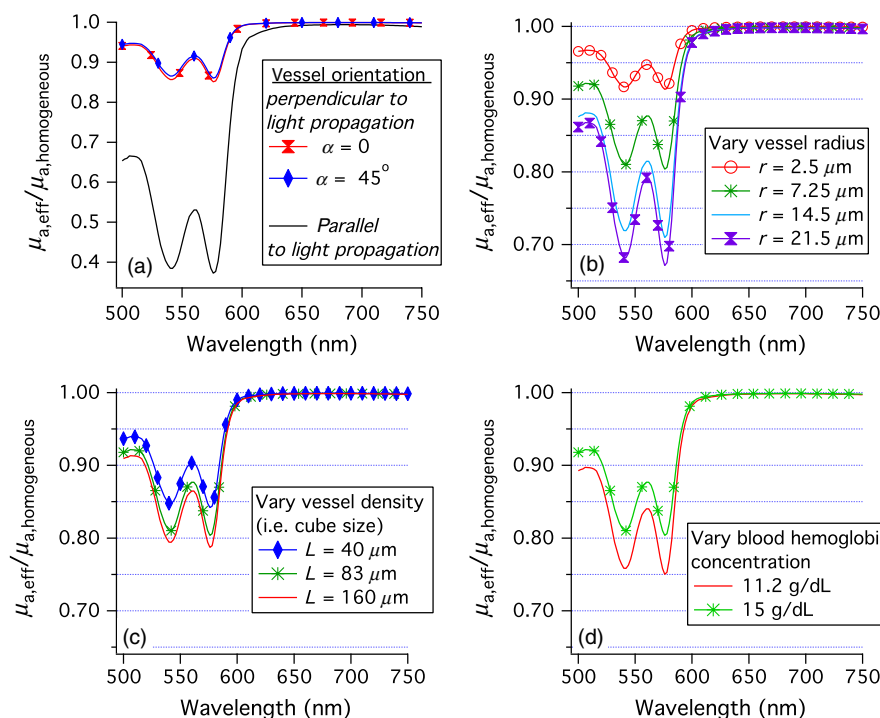 μa,eff/μa,homogeneous
1.0
0.9
0.8
0.7
0.6
0.5
0.4
Vessel orientation
perpendicular to
light propagation
α = 0
α = 45°
Parallel
to light propagation
(a)
500 550 600 650 700 750
Wavelength (nm)
μa,eff/μa,homogeneous
1.00
0.90
0.80
0.70
Vary vessel radius
r = 2.5 μm
r = 7.25 μm
r = 14.5 μm
r = 21.5 μm
(b)
500 550 600 650 700 750
Wavelength (nm)
μa,eff/μa,homogeneous
1.00
0.90
0.80
0.70
Vary vessel density
(i.e. cube size)
L = 40 μm
L = 83 μm
L = 160 μm
(c)
500 550 600 650 700 750
Wavelength (nm)
μa,eff/μa,homogeneous
1.00
0.90
0.80
0.70
Vary blood hemoglobi
concentration
11.2 g/dL
15 g/dL
(d)
500 550 600 650 700 750
Wavelength (nm)